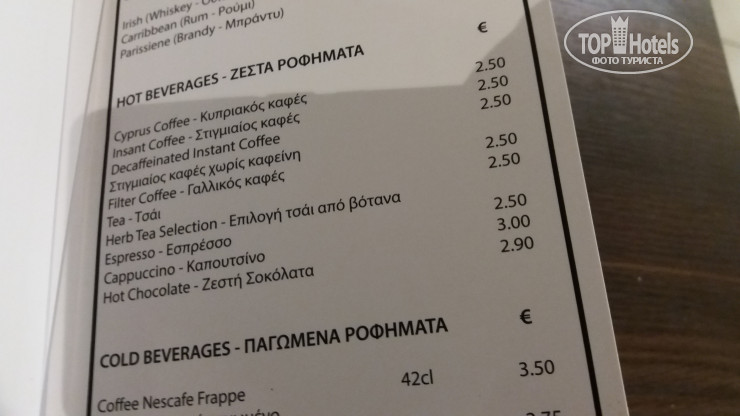 Irish (Whiskey -
Carribbean (Rum - Ρούμι)
Parissiene (Brandy - Μπράντυ)
HOT BEVERAGES - ΖΕΣΤΑ ΡΟΦΗΜΑΤΑ €
Cyprus Coffee - Κυπριακός καφές 2.50
Insant Coffee - Στιγμιαίος καφές 2.50
Decaffeinated Instant Coffee 2.50
Στιγμιαίος καφές χωρίς καφείνη
Filter Coffee - Γαλλικός καφές 2.50
Tea - Τσάι 2.50
Herb Tea Selection - Επιλογή τσάι από βότανα
Espresso - Εσπρέσσο 2.50
Cappuccino - Καπουτσίνο 3.00
Hot Chocolate - Ζεστή Σοκόλατα 2.90
COLD BEVERAGES - ΠΑΓΩΜΕΝΑ ΡΟΦΗΜΑΤΑ €
Coffee Nescafe Frappe 42cl 3.50
TOP Hotels
ФОТО ТУРИСТА